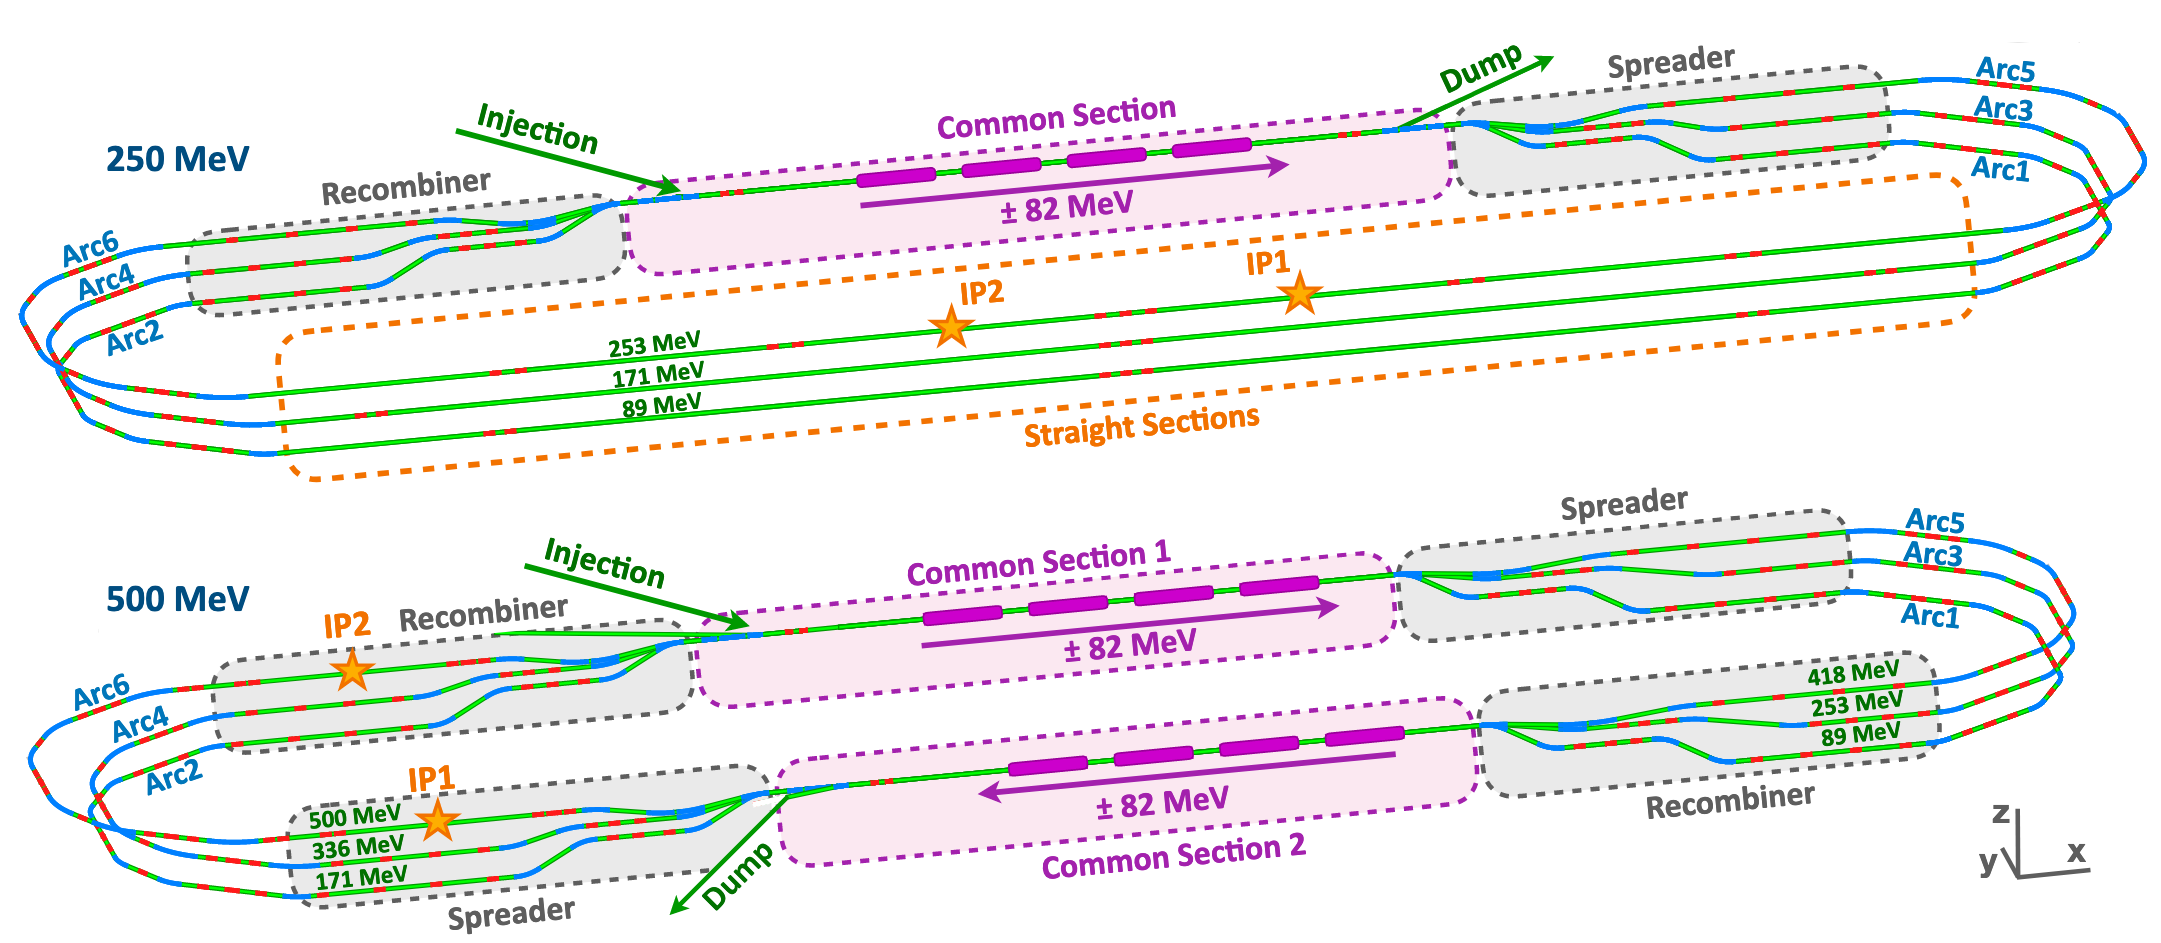 250 MeV
Injection
Recombiner
Common Section
Dump
Spreader
Arc5
Arc3
Arc1
± 82 MeV
Arc6
Arc4
Arc2
IP2
IP1
253 MeV
171 MeV
89 MeV
Straight Sections
500 MeV
Injection
IP2
Recombiner
Common Section 1
Spreader
Arc5
Arc3
Arc1
± 82 MeV
Arc6
Arc4
Arc2
IP1
500 MeV
336 MeV
171 MeV
Spreader
Dump
± 82 MeV
Common Section 2
418 MeV
253 MeV
89 MeV
Recombiner
z
y
x